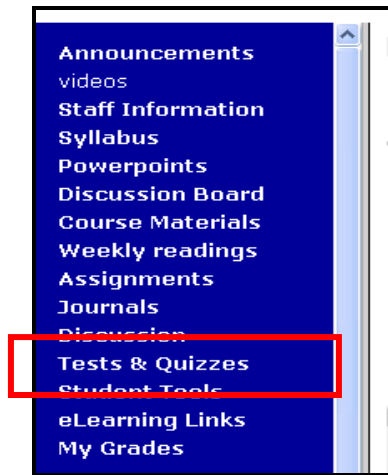 Announcements
videos
Staff Information
Syllabus
Powerpoints
Discussion Board
Course Materials
Weekly readings
Assignments
Journals
Discussion
Tests & Quizzes
Student Tools
eLearning Links
My Grades